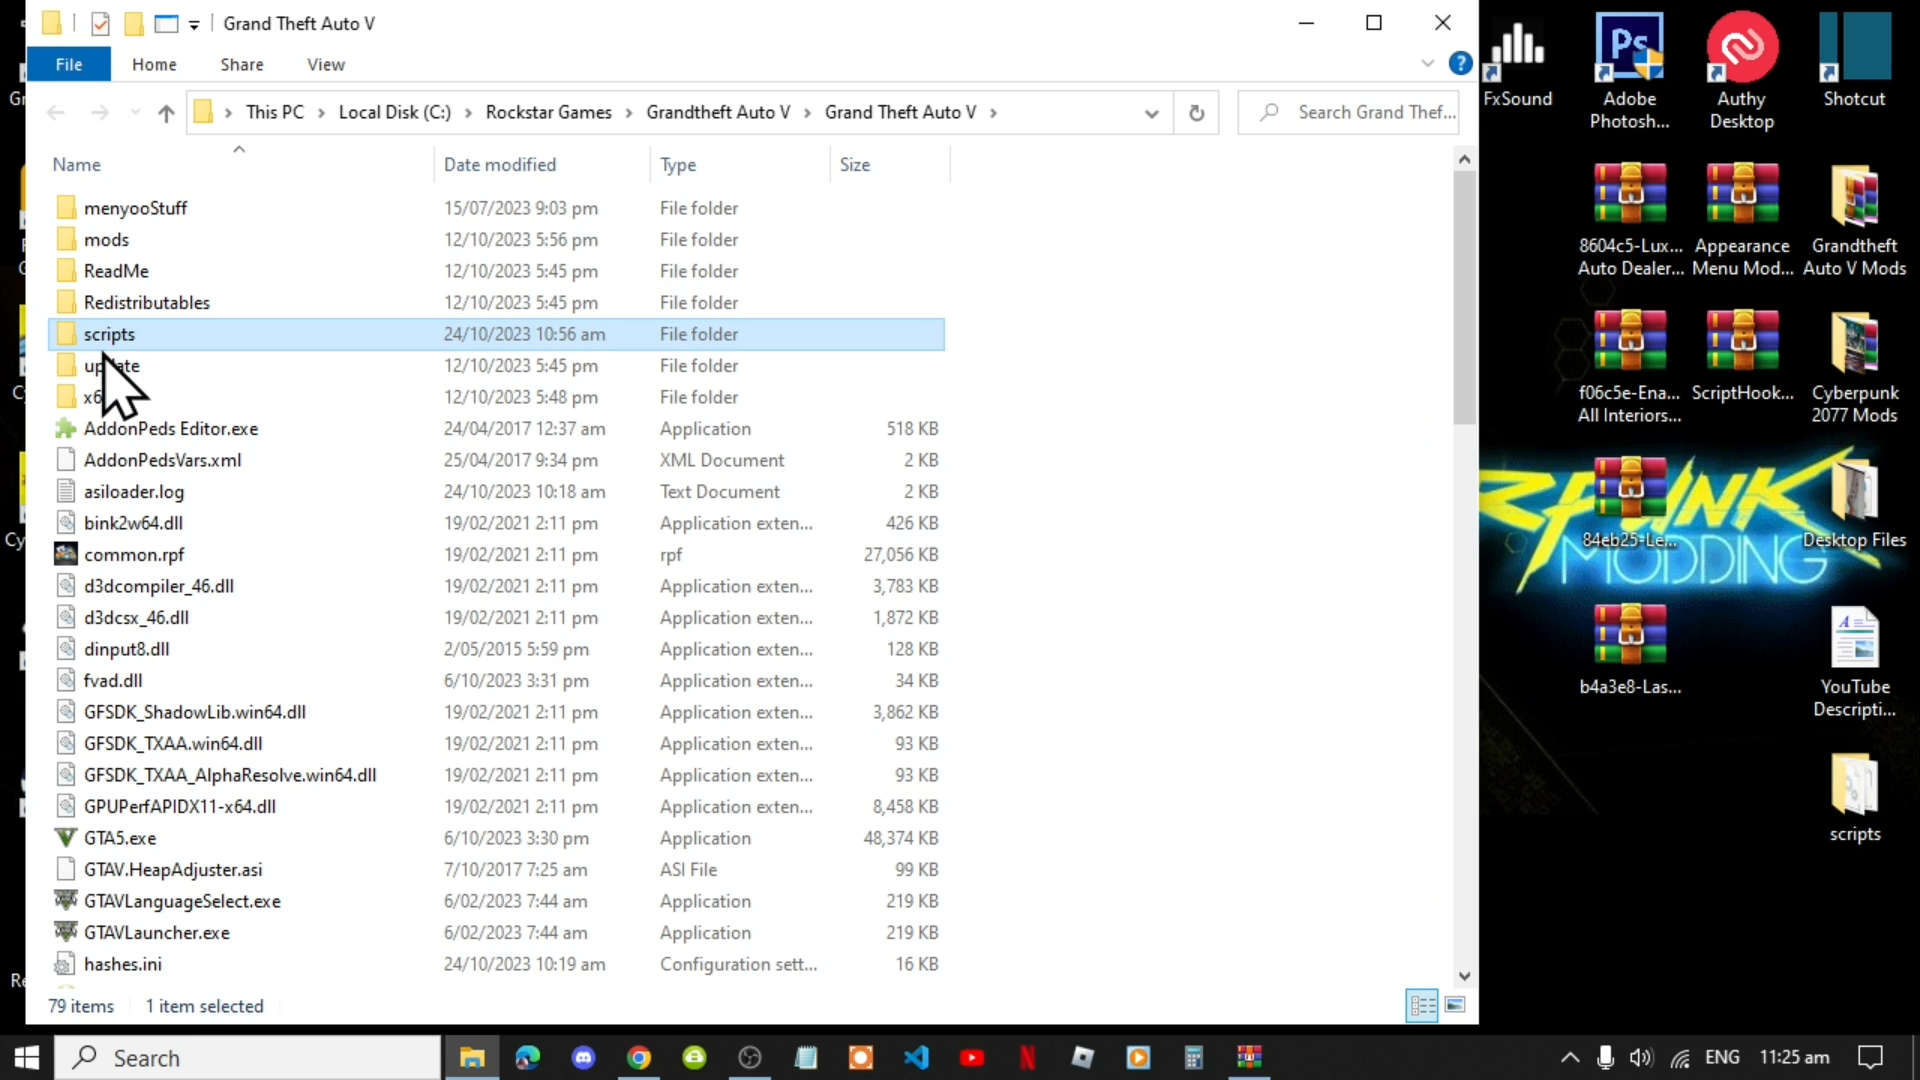 Grand Theft Auto V
File Home Share View
This PC Local Disk (C:) Rockstar Games Grandtheft Auto V Grand Theft Auto V
Search Grand Thef...
Name Date modified Type Size
menyooStuff 15/07/2023 9:03 pm File folder
mods 12/10/2023 5:56 pm File folder
ReadMe 12/10/2023 5:45 pm File folder
Redistributables 12/10/2023 5:45 pm File folder
scripts 24/10/2023 10:56 am File folder
12/10/2023 5:45 pm File folder
12/10/2023 5:48 pm File folder
AddonPeds Editor.exe 24/04/2017 12:37 am Application 518 KB
AddonPedsVars.xml 25/04/2017 9:34 pm XML Document 2 KB
asiloader.log 24/10/2023 10:18 am Text Document 2 KB
bink2w64.dll 19/02/2021 2:11 pm Application exten... 426 KB
common.rpf 19/02/2021 2:11 pm rpf 27,056 KB
d3dcompiler_46.dll 19/02/2021 2:11 pm Application exten... 3,783 KB
d3dcsx_46.dll 19/02/2021 2:11 pm Application exten... 1,872 KB
dinput8.dll 2/05/2015 5:59 pm Application exten... 128 KB
fvad.dll 6/10/2023 3:31 pm Application exten... 34 KB
GFSDK_ShadowLib.win64.dll 19/02/2021 2:11 pm Application exten... 3,862 KB
GFSDK_TXAA.win64.dll 19/02/2021 2:11 pm Application exten... 93 KB
GFSDK_TXAA_AlphaResolve.win64.dll 19/02/2021 2:11 pm Application exten... 93 KB
GPUPerfAPIDX11-x64.dll 19/02/2021 2:11 pm Application exten... 8,458 KB
GTA5.exe 6/10/2023 3:30 pm Application 48,374 KB
GTAV.HeapAdjuster.asi 7/10/2017 7:25 am ASI File 99 KB
GTAVLanguageSelect.exe 6/02/2023 7:44 am Application 219 KB
GTAVLauncher.exe 6/02/2023 7:44 am Application 219 KB
hashes.ini 24/10/2023 10:19 am Configuration sett... 16 KB
79 items 1 item selected
FxSound
Adobe
Photosh...
Authy
Desktop
Shotcut
8604c5-Lux...
Auto Dealer...
Appearance
Menu Mod...
Grandtheft
Auto V Mods
f06c5e-Ena...
All Interiors...
ScriptHook...
Cyberpunk
2077 Mods
84eb25-Le...
Desktop Files
MODDING
b4a3e8-Las...
YouTube
Descripti...
scripts
Search
ENG 11:25 am